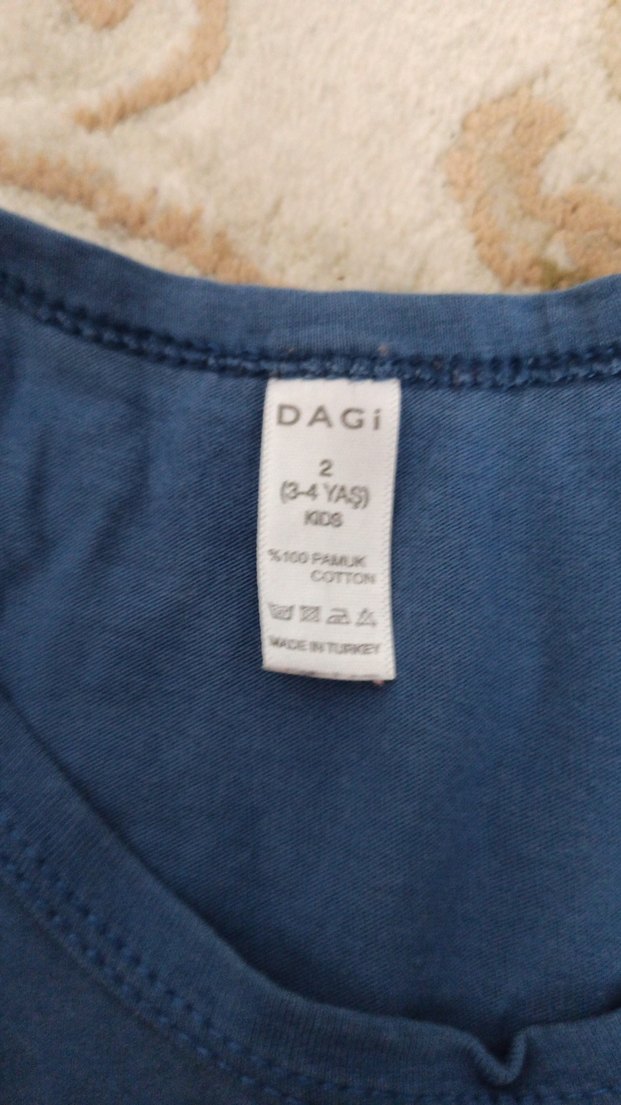 DAGi
2
(3-4 YAŞ)
KIDS
%100 PAMUK
COTTON
MADE IN TURKEY